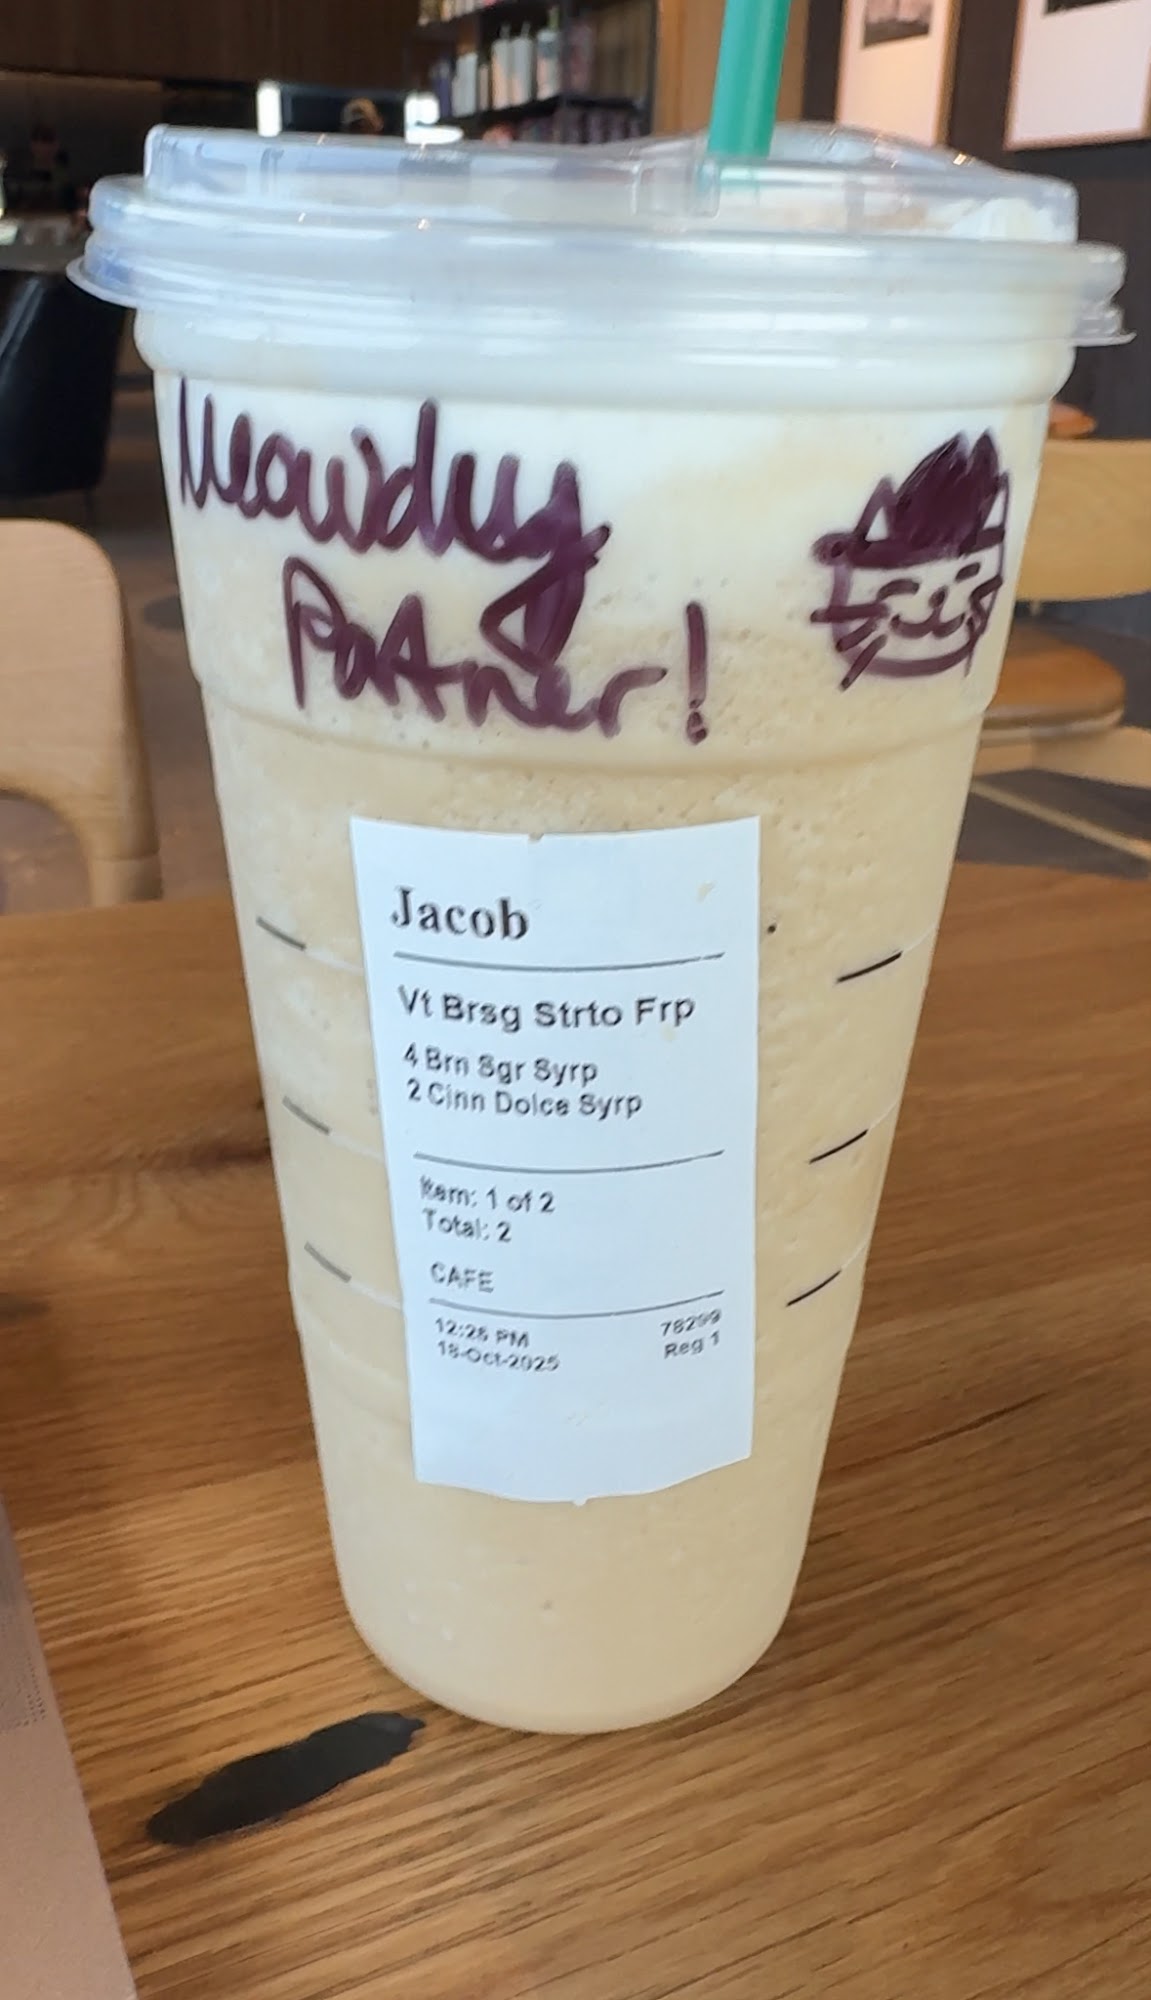 Meowdy
Partner!
Jacob
Vt Brsg Strto Frp
4 Brn Sgr Syrp
2 Cinn Dolce Syrp
Item: 1 of 2
Total: 2
CAFE
12:26 PM
18-Oct-2025
78299
Reg 1